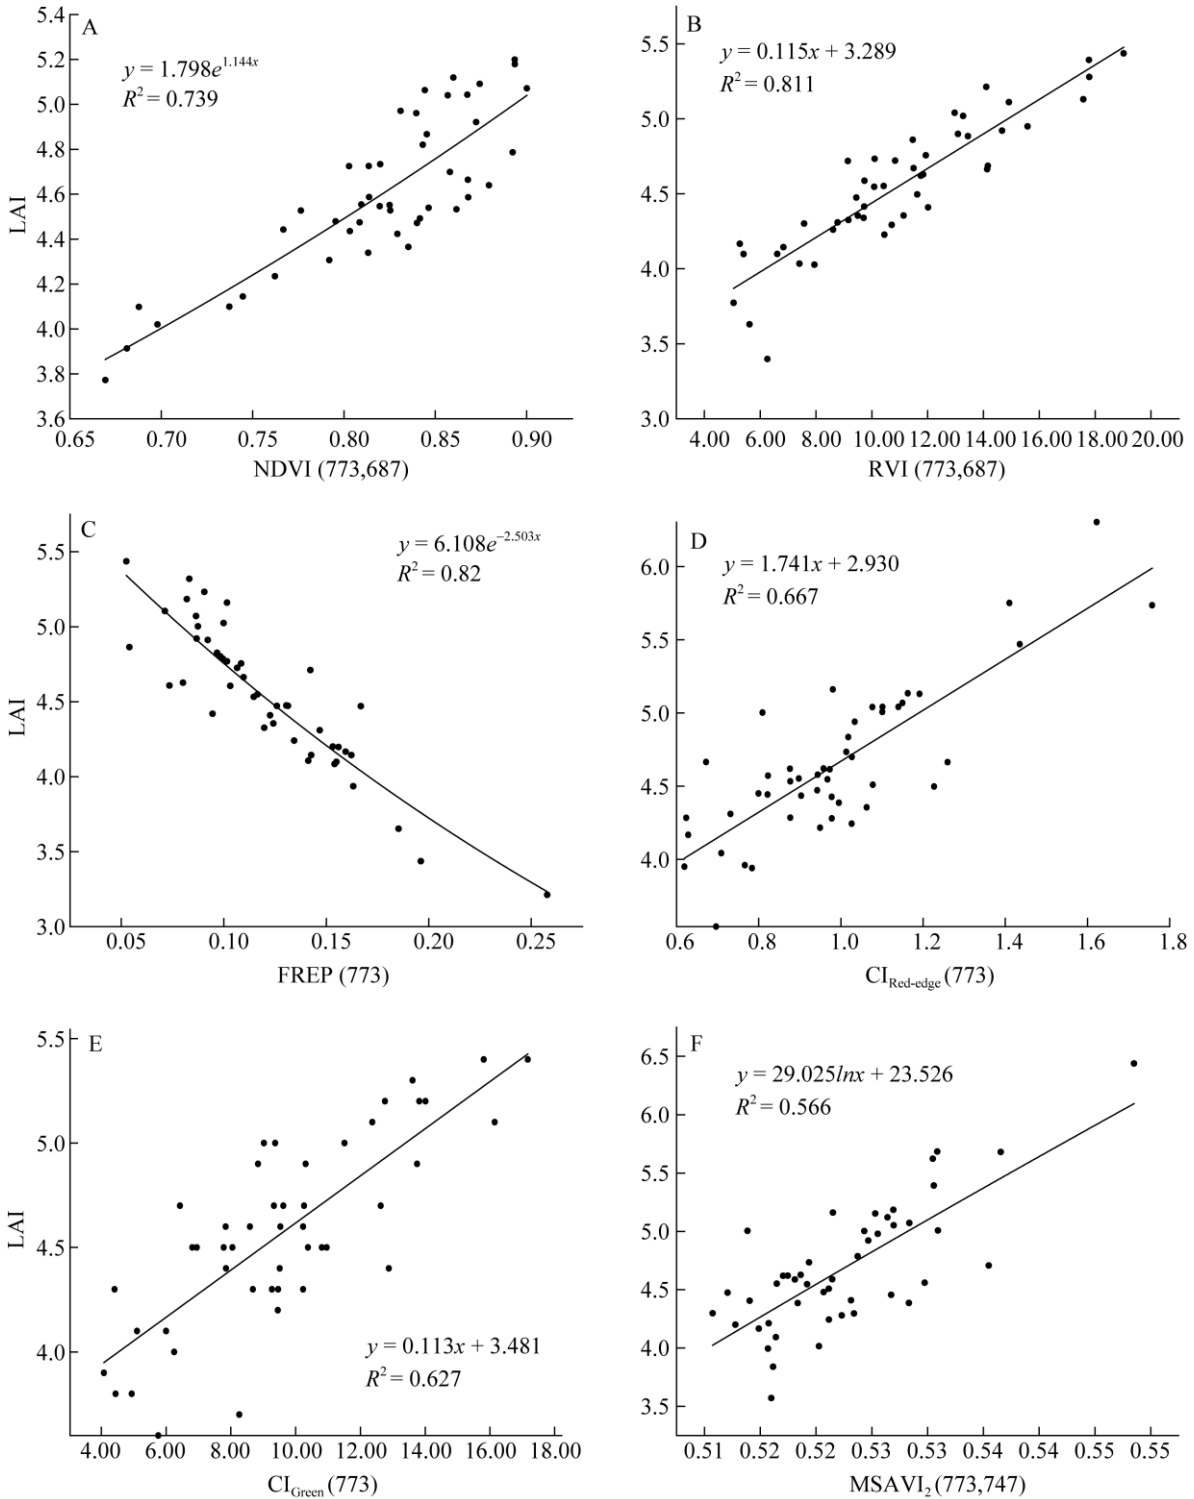 A
y = 1.798e^1.144x
R² = 0.739
5.4
5.2
5.0
4.8
4.6
4.4
4.2
4.0
3.8
3.6
LAI
0.65 0.70 0.75 0.80 0.85 0.90
NDVI (773,687)
B
y = 0.115x + 3.289
R² = 0.811
5.5
5.0
4.5
4.0
3.5
3.0
4.00 6.00 8.00 10.00 12.00 14.00 16.00 18.00 20.00
RVI (773,687)
C
y = 6.108e^−2.503x
R² = 0.82
5.5
5.0
4.5
4.0
3.5
3.0
LAI
0.05 0.10 0.15 0.20 0.25
FREP (773)
D
y = 1.741x + 2.930
R² = 0.667
6.0
5.5
5.0
4.5
4.0
0.6 0.8 1.0 1.2 1.4 1.6 1.8
CI_Red-edge (773)
E
5.5
5.0
4.5
4.0
LAI
y = 0.113x + 3.481
R² = 0.627
4.00 6.00 8.00 10.00 12.00 14.00 16.00 18.00
CI_Green (773)
F
y = 29.025lnx + 23.526
R² = 0.566
6.5
6.0
5.5
5.0
4.5
4.0
3.5
0.51 0.52 0.52 0.53 0.53 0.54 0.54 0.55 0.55
MSAVI₂ (773,747)